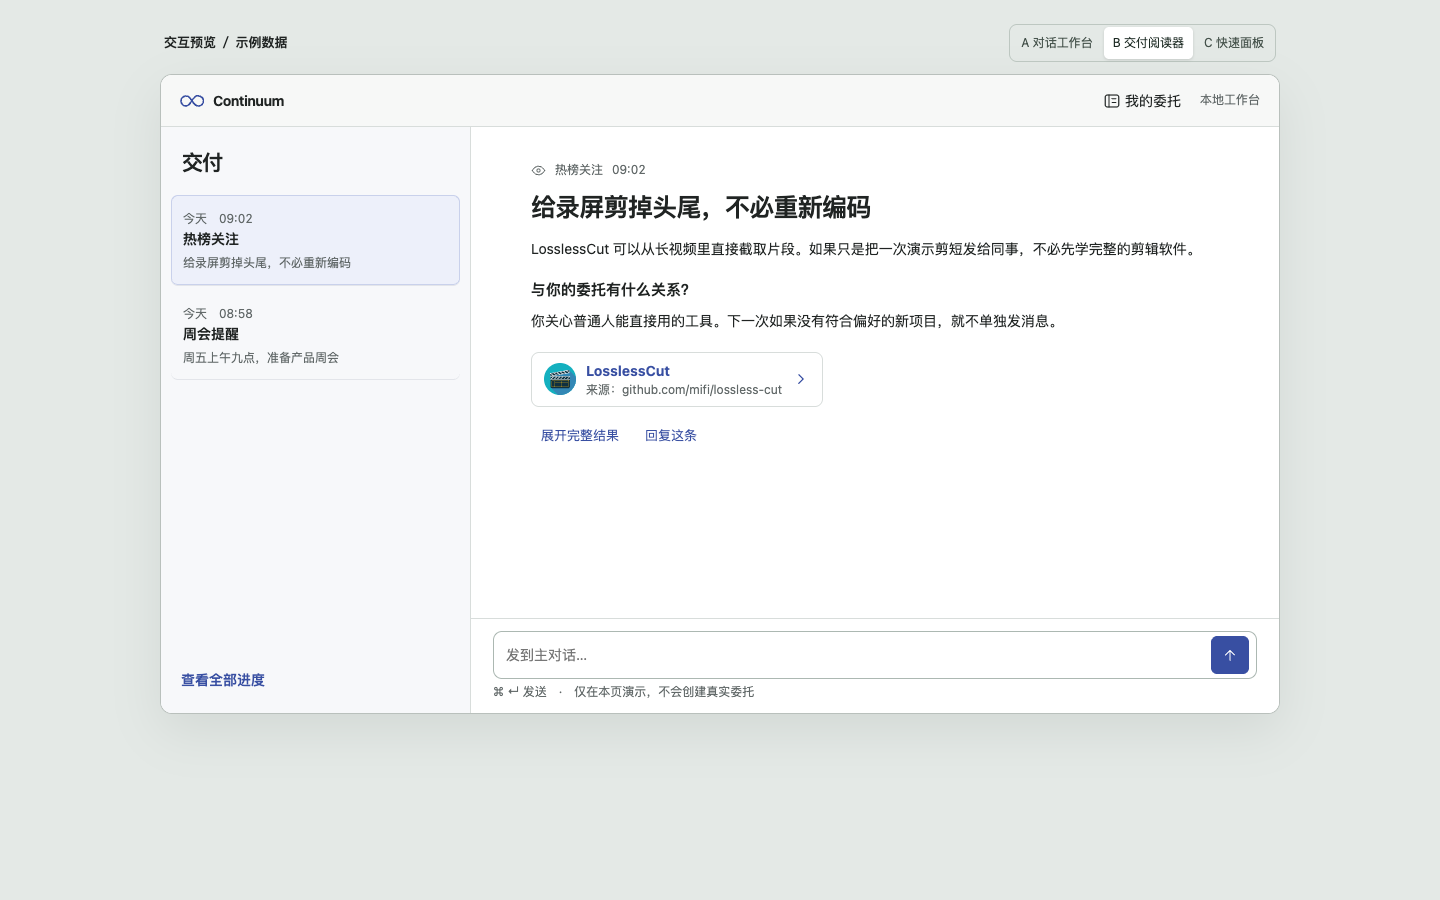 交互预览 / 示例数据
A 对话工作台
B 交付阅读器
C 快速面板
Continuum
我的委托
本地工作台
交付
今天 09:02
热榜关注
给录屏剪掉头尾，不必重新编码
今天 08:58
周会提醒
周五上午九点，准备产品周会
查看全部进度
热榜关注 09:02
给录屏剪掉头尾，不必重新编码
LosslessCut 可以从长视频里直接截取片段。如果只是把一次演示剪短发给同事，不必先学完整的剪辑软件。
与你的委托有什么关系？
你关心普通人能直接用的工具。下一次如果没有符合偏好的新项目，就不单独发消息。
LosslessCut
来源：github.com/mifi/lossless-cut
展开完整结果
回复这条
发到主对话...
⌘ ↵ 发送 · 仅在本页演示，不会创建真实委托